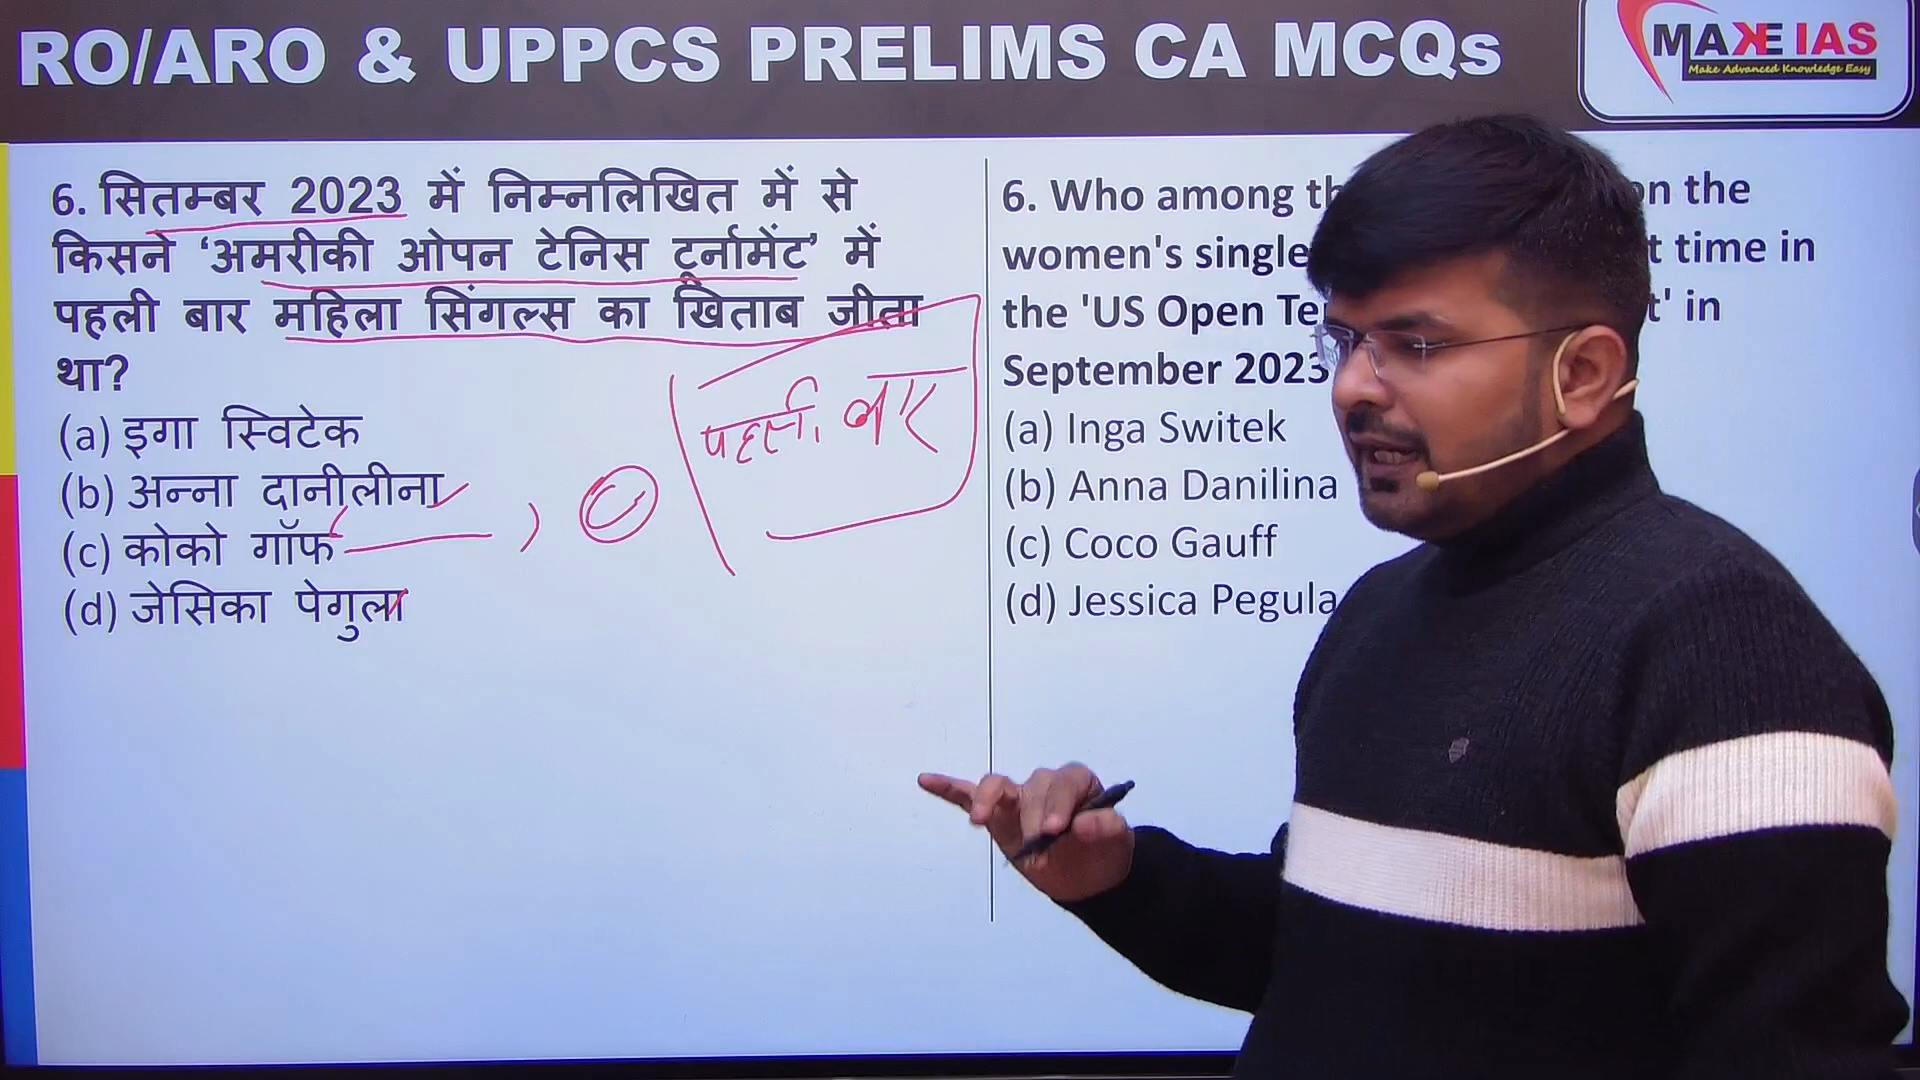 RO/ARO & UPPCS PRELIMS CA MCQs
MAKE IAS
Make Advanced Knowledge Easy
6. सितम्बर 2023 में निम्नलिखित में से
किसने ‘अमरीकी ओपन टेनिस टूर्नामेंट’ में
पहली बार महिला सिंगल्स का खिताब जीता
था?
(a) इगा स्विटेक
(b) अन्ना दानीलीना
(c) कोको गॉफ
(d) जेसिका पेगुला
पहली बार
6. Who among on the
women's single time in
the 'US Open in
September 2023
(a) Inga Switek
(b) Anna Danilina
(c) Coco Gauff
(d) Jessica Pegula